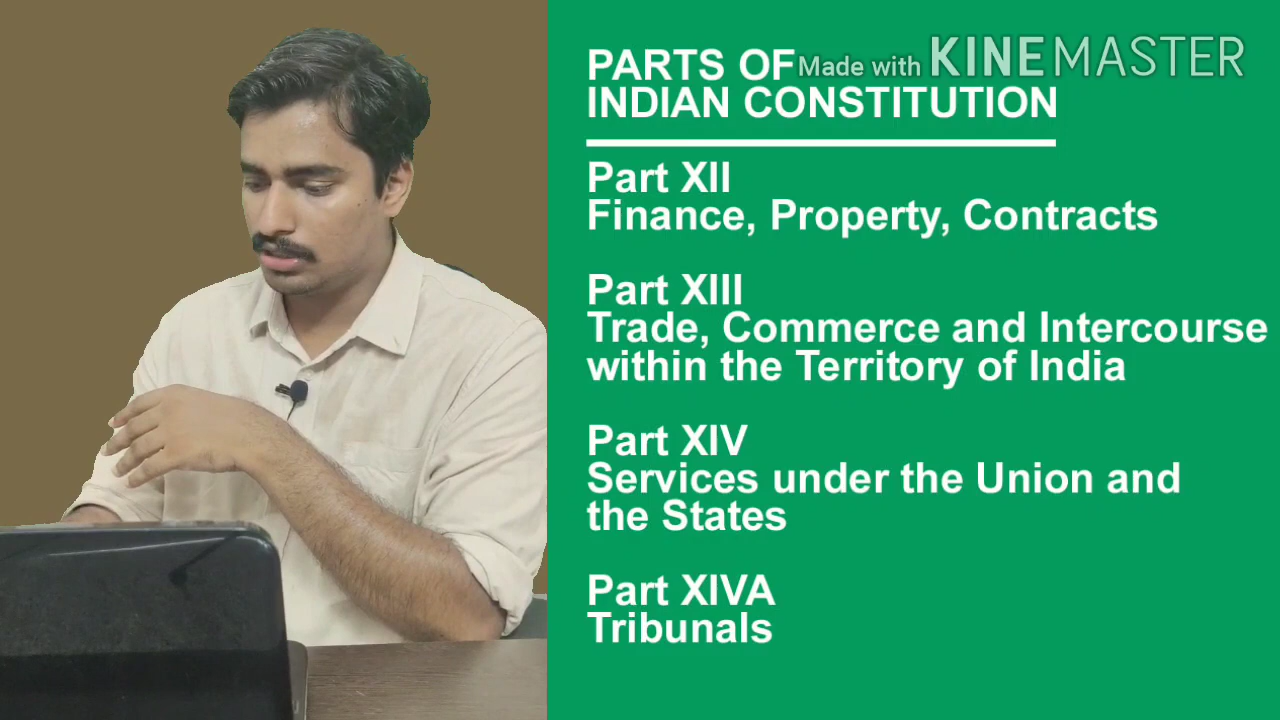 PARTS OF
Made with KINEMASTER
INDIAN CONSTITUTION
Part XII
Finance, Property, Contracts
Part XIII
Trade, Commerce and Intercourse
within the Territory of India
Part XIV
Services under the Union and
the States
Part XIVA
Tribunals